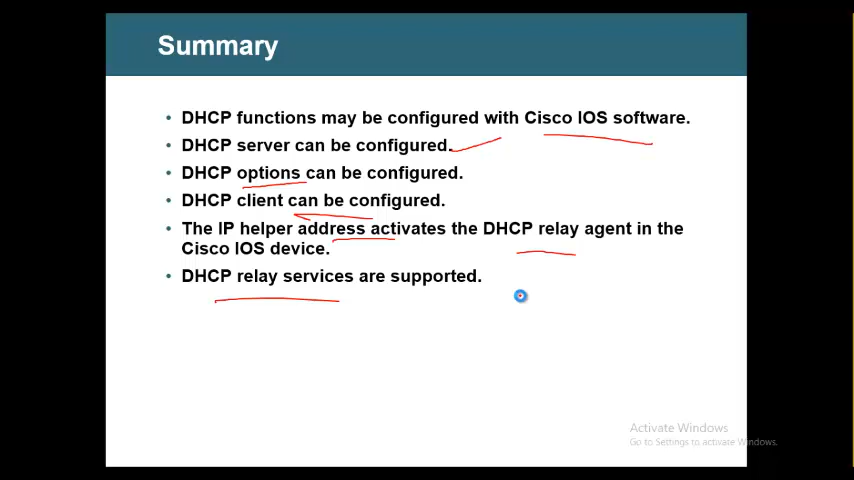 Summary
• DHCP functions may be configured with Cisco IOS software.
• DHCP server can be configured.
• DHCP options can be configured.
• DHCP client can be configured.
• The IP helper address activates the DHCP relay agent in the
Cisco IOS device.
• DHCP relay services are supported.
Activate Windows
Go to Settings to activate Windows.